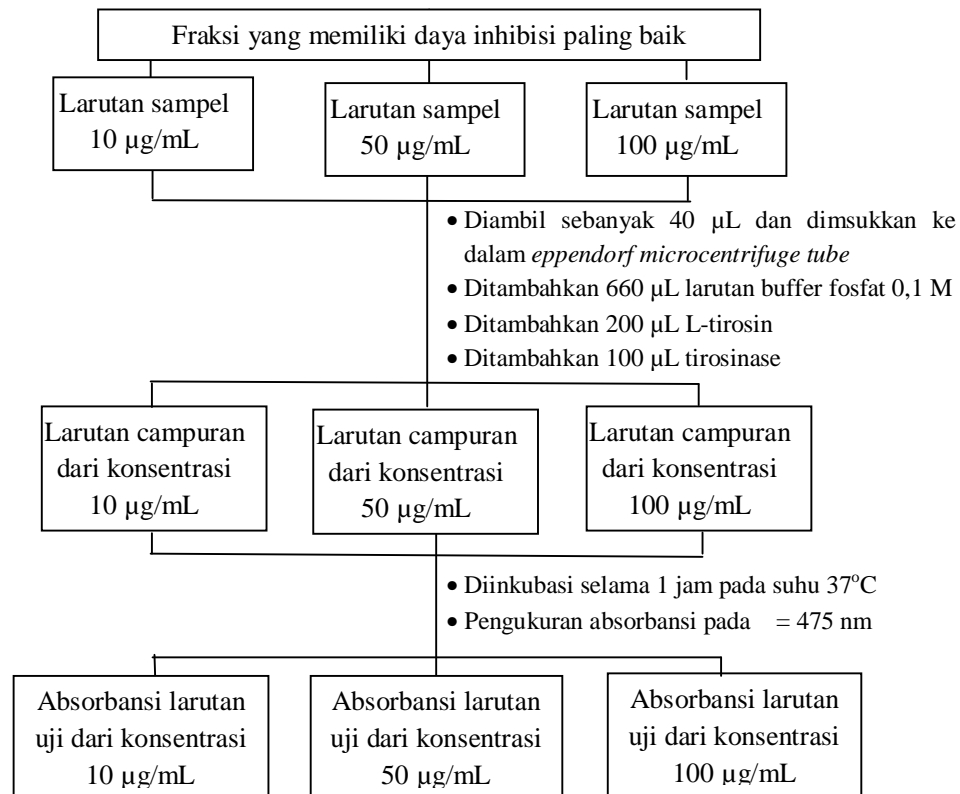 Fraksi yang memiliki daya inhibisi paling baik
Larutan sampel
10 µg/mL
Larutan sampel
50 µg/mL
Larutan sampel
100 µg/mL
• Diambil sebanyak 40 µL dan dimsukkan ke
dalam eppendorf microcentrifuge tube
• Ditambahkan 660 µL larutan buffer fosfat 0,1 M
• Ditambahkan 200 µL L-tirosin
• Ditambahkan 100 µL tirosinase
Larutan campuran
dari konsentrasi
10 µg/mL
Larutan campuran
dari konsentrasi
50 µg/mL
Larutan campuran
dari konsentrasi
100 µg/mL
• Diinkubasi selama 1 jam pada suhu 37°C
• Pengukuran absorbansi pada = 475 nm
Absorbansi larutan
uji dari konsentrasi
10 µg/mL
Absorbansi larutan
uji dari konsentrasi
50 µg/mL
Absorbansi larutan
uji dari konsentrasi
100 µg/mL